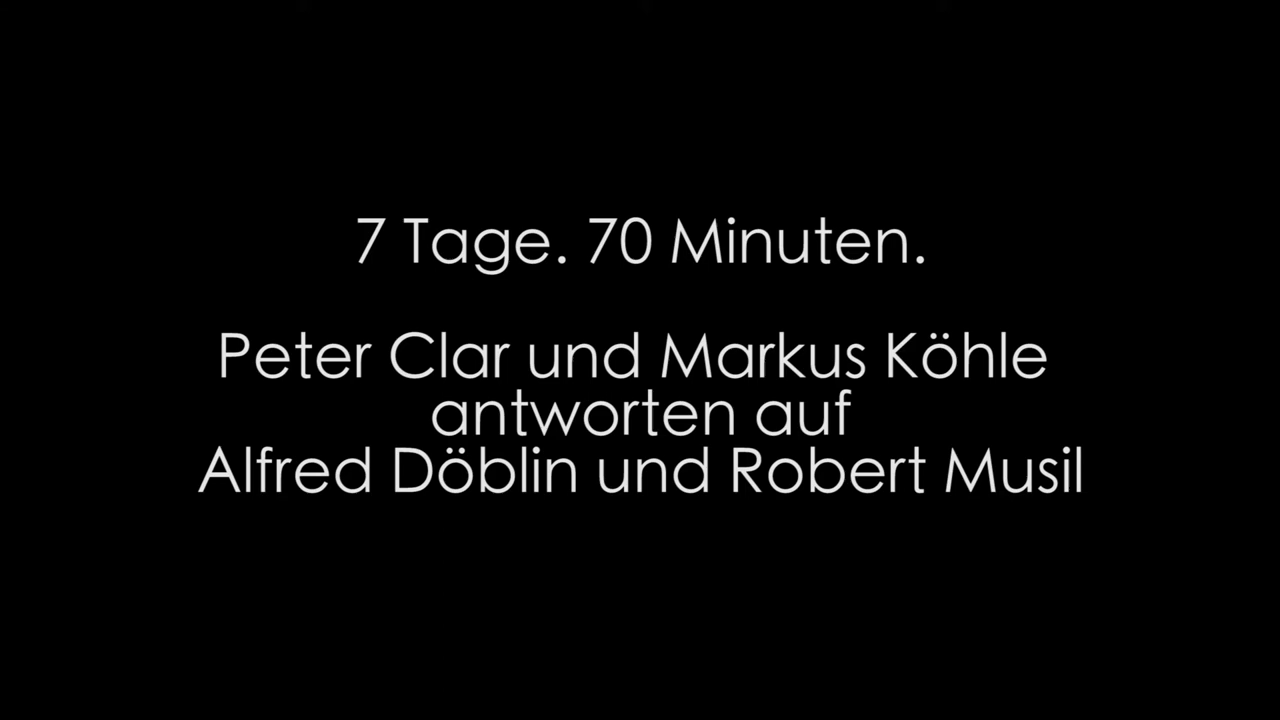 7 Tage. 70 Minuten.
Peter Clar und Markus Köhle
antworten auf
Alfred Döblin und Robert Musil